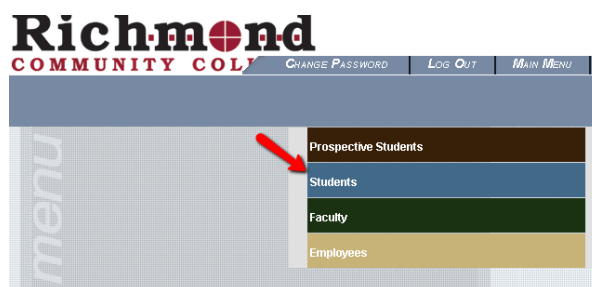 Richmond
COMMUNITY COLL
CHANGE PASSWORD LOG OUT MAIN MENU
menu
Prospective Students
Students
Faculty
Employees